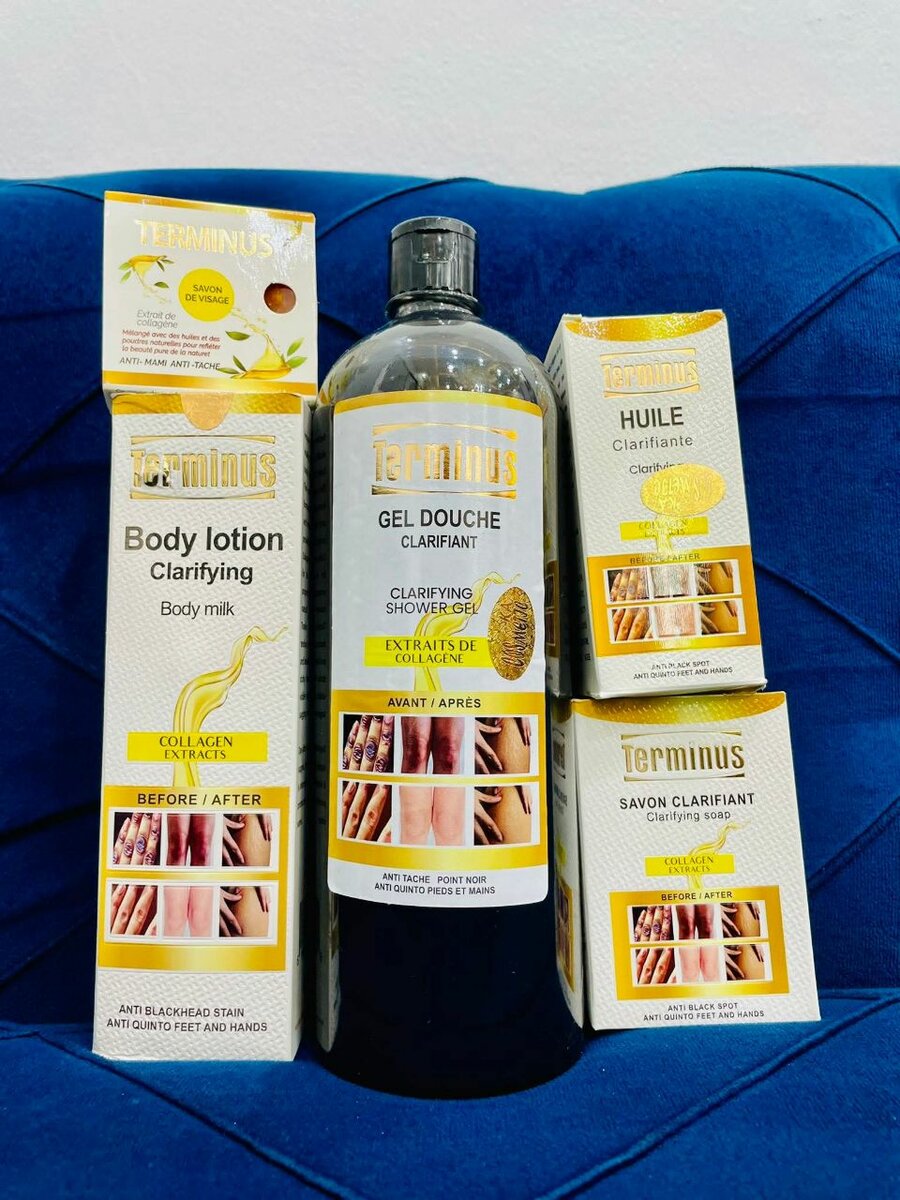 TERMINUS
SAVON
DE VISAGE
Extrait de
collagène
Mélangé avec des huiles et des
poudres naturelles pour refléter
la beauté pure de la naturel
ANTI- MAMI ANTI -TACHE
Terminus
Body lotion
Clarifying
Body milk
COLLAGEN
EXTRACTS
BEFORE / AFTER
ANTI BLACKHEAD STAIN
ANTI QUINTO FEET AND HANDS
Terminus
GEL DOUCHE
CLARIFIANT
CLARIFYING
SHOWER GEL
EXTRAITS DE
COLLAGÈNE
AVANT / APRÈS
ANTI TACHE POINT NOIR
ANTI QUINTO PIEDS ET MAINS
Terminus
HUILE
Clarifiante
Clarifying
COLLAGEN
EXTRACTS
BEFORE / AFTER
ANTI BLACK SPOT
ANTI QUINTO FEET AND HANDS
Terminus
SAVON CLARIFIANT
Clarifying soap
COLLAGEN
EXTRACTS
BEFORE / AFTER
ANTI BLACK SPOT
ANTI QUINTO FEET AND HANDS